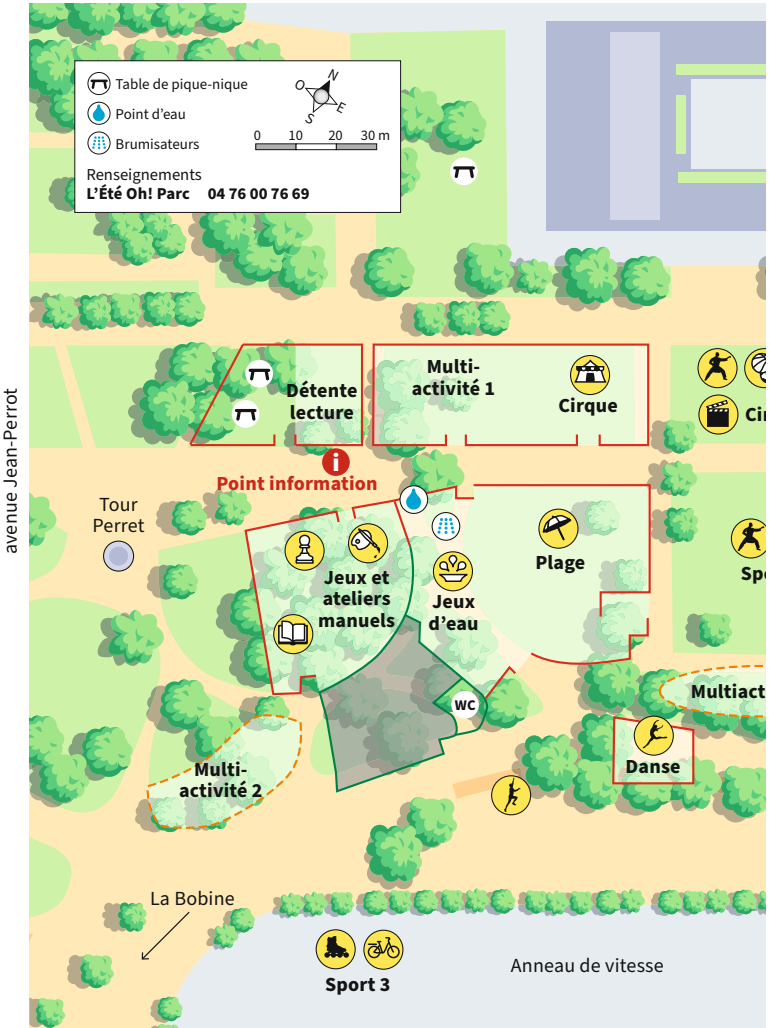 Table de pique-nique
Point d'eau
Brumisateurs
N
O
E
S
0 10 20 30 m
Renseignements
L'Été Oh! Parc 04 76 00 76 69
avenue Jean-Perrot
Détente
lecture
Multi-
activité 1
Cirque
Cir
i
Point information
Tour
Perret
Plage
Jeux et
ateliers
manuels
Jeux
d'eau
Spo
WC
Multiact
Danse
Multi-
activité 2
La Bobine
Anneau de vitesse
Sport 3